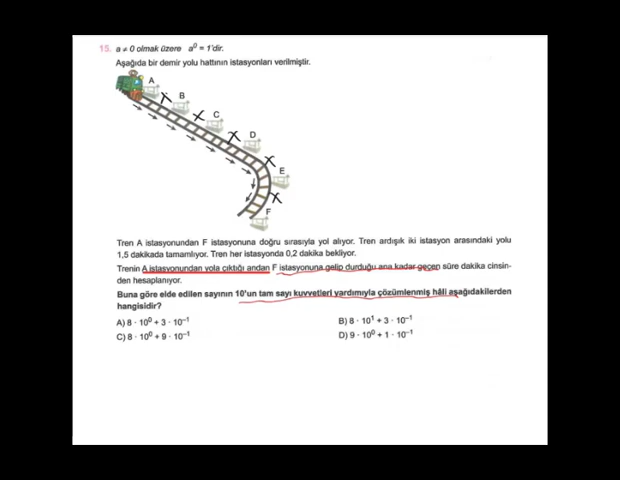 15. a ≠ 0 olmak üzere a⁰ = 1'dir.
Aşağıda bir demir yolu hattının istasyonları verilmiştir.
A
B
C
D
E
F
Tren A istasyonundan F istasyonuna doğru sırasıyla yol alıyor. Tren ardışık iki istasyon arasındaki yolu
1,5 dakikada tamamlıyor. Tren her istasyonda 0,2 dakika bekliyor.
Trenin A istasyonundan yola çıktığı andan F istasyonuna gelip durduğu ana kadar geçen süre dakika cinsin-
den hesaplanıyor.
Buna göre elde edilen sayının 10'un tam sayı kuvvetleri yardımıyla çözümlenmiş hâli aşağıdakilerden
hangisidir?
A) 8 · 10⁰ + 3 · 10⁻¹ B) 8 · 10¹ + 3 · 10⁻¹
C) 8 · 10⁰ + 9 · 10⁻¹ D) 9 · 10⁰ + 1 · 10⁻¹